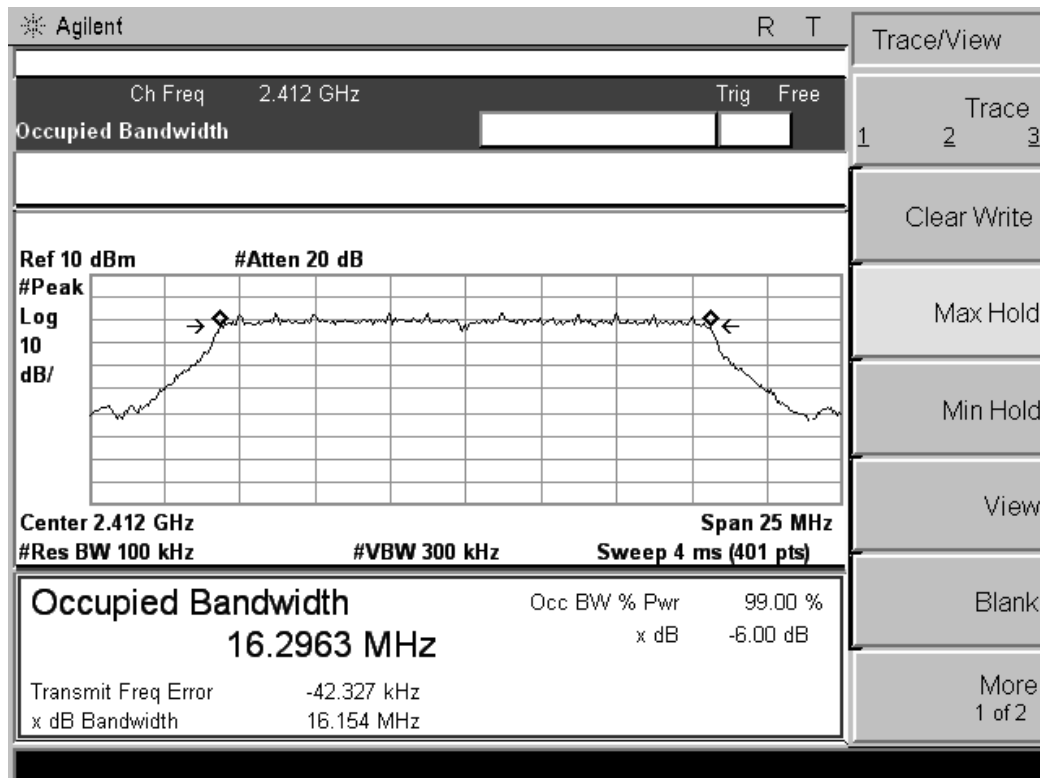 Agilent R T
Trace/View
Ch Freq 2.412 GHz Trig Free
Occupied Bandwidth
Trace
1 2 3
Clear Write
Ref 10 dBm #Atten 20 dB
#Peak
Log
10
dB/
Max Hold
Min Hold
View
Center 2.412 GHz Span 25 MHz
#Res BW 100 kHz #VBW 300 kHz Sweep 4 ms (401 pts)
Occupied Bandwidth Occ BW % Pwr 99.00 %
16.2963 MHz x dB -6.00 dB
Transmit Freq Error -42.327 kHz
x dB Bandwidth 16.154 MHz
Blank
More
1 of 2